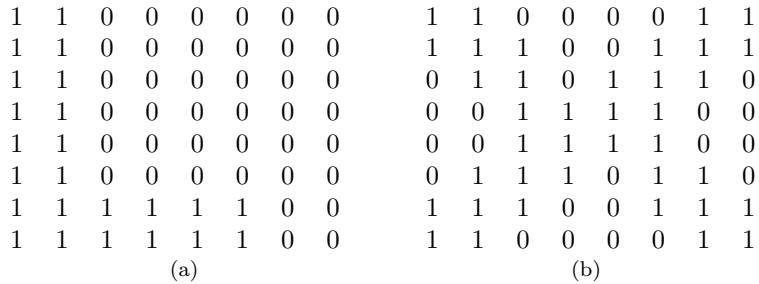 1 1 0 0 0 0 0 0 1 1 0 0 0 0 1 1
1 1 0 0 0 0 0 0 1 1 1 0 0 1 1 1
1 1 0 0 0 0 0 0 0 1 1 0 1 1 1 0
1 1 0 0 0 0 0 0 0 0 1 1 1 1 0 0
1 1 0 0 0 0 0 0 0 0 1 1 1 1 0 0
1 1 0 0 0 0 0 0 0 1 1 1 0 1 1 0
1 1 1 1 1 1 0 0 1 1 1 0 0 1 1 1
1 1 1 1 1 1 0 0 1 1 0 0 0 0 1 1
(a) (b)